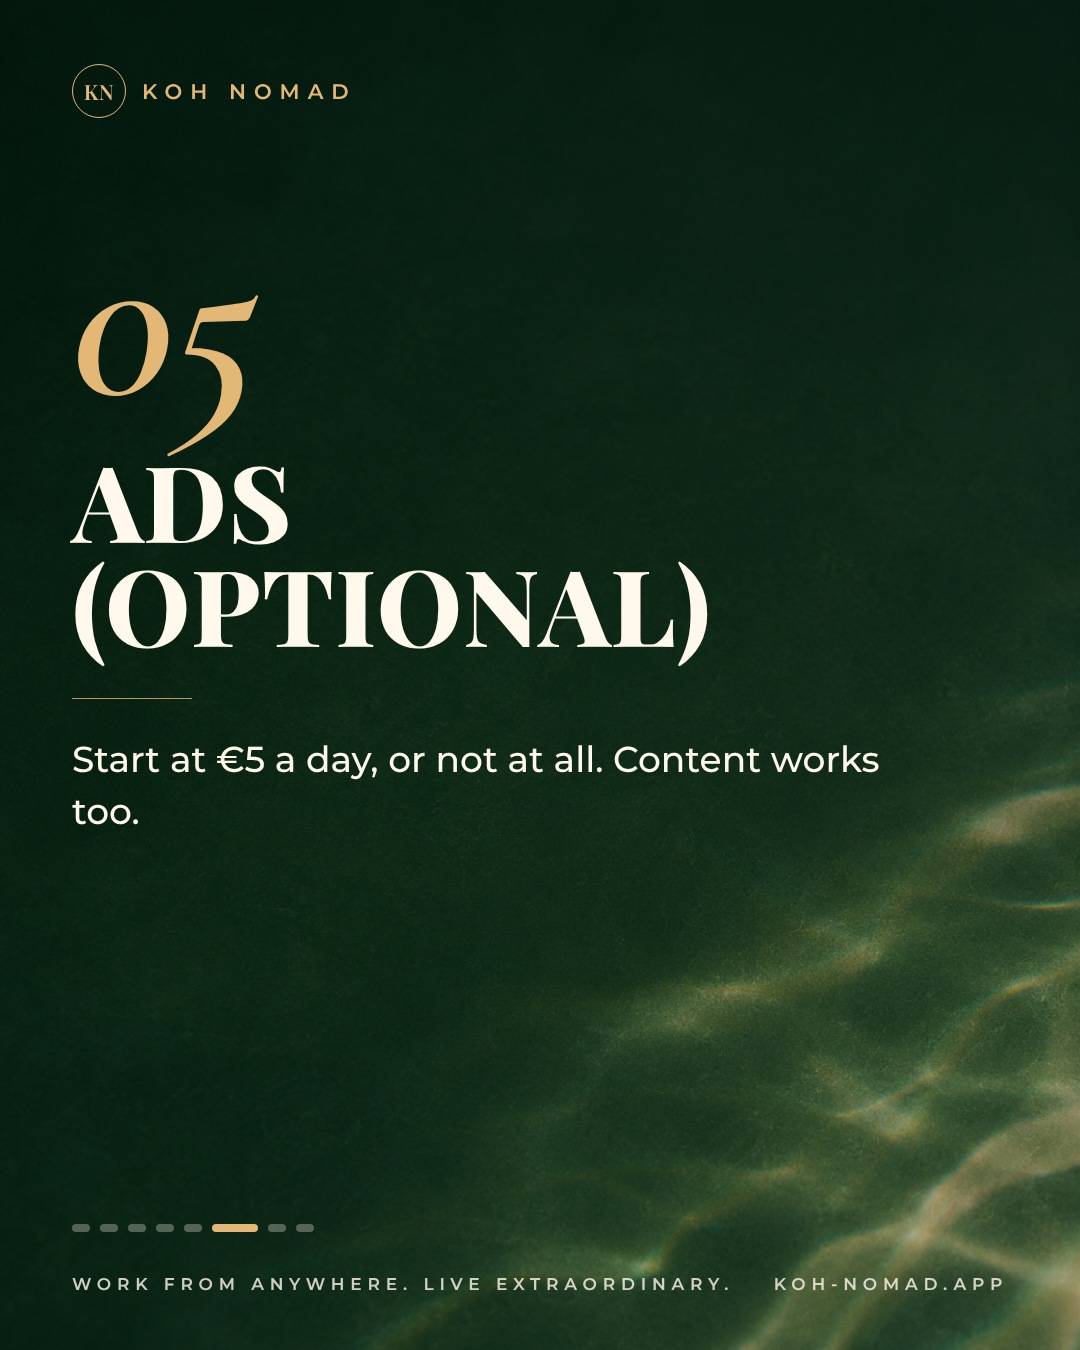 KN KOH NOMAD
05
ADS
(OPTIONAL)
Start at €5 a day, or not at all. Content works
too.
WORK FROM ANYWHERE. LIVE EXTRAORDINARY. KOH-NOMAD.APP